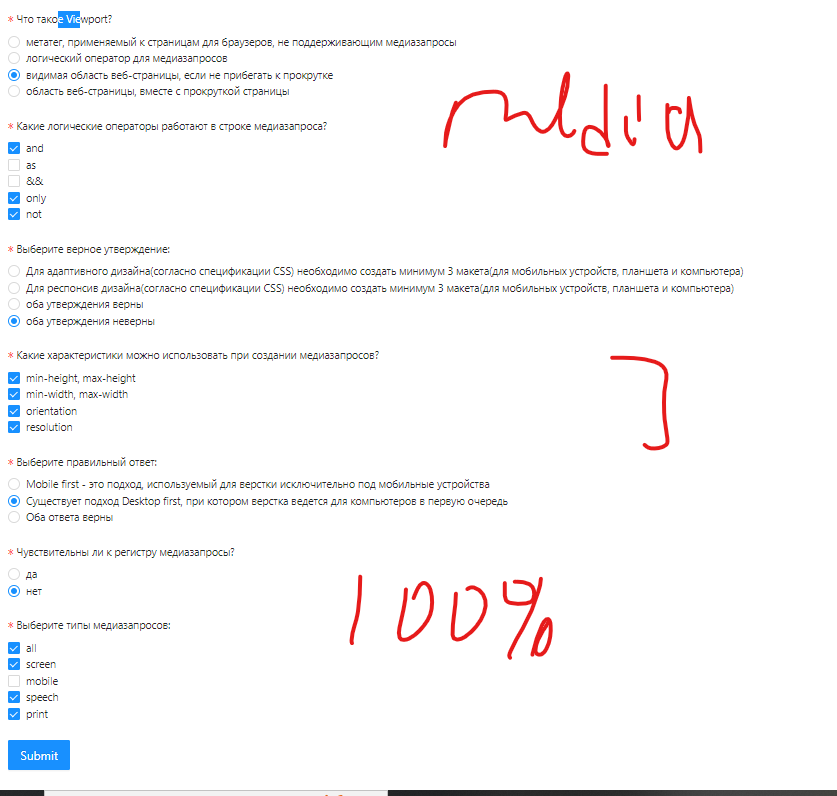 * Что такое Viewport?
метатег, применяемый к страницам для браузеров, не поддерживающим медиазапросы
логический оператор для медиазапросов
видимая область веб-страницы, если не прибегать к прокрутке
область веб-страницы, вместе с прокруткой страницы
media
* Какие логические операторы работают в строке медиазапроса?
and
as
&&
only
not
* Выберите верное утверждение:
Для адаптивного дизайна(согласно спецификации CSS) необходимо создать минимум 3 макета(для мобильных устройств, планшета и компьютера)
Для респонсив дизайна(согласно спецификации CSS) необходимо создать минимум 3 макета(для мобильных устройств, планшета и компьютера)
оба утверждения верны
оба утверждения неверны
* Какие характеристики можно использовать при создании медиазапросов?
min-height, max-height
min-width, max-width
orientation
resolution
* Выберите правильный ответ:
Mobile first - это подход, используемый для верстки исключительно под мобильные устройства
Существует подход Desktop first, при котором верстка ведется для компьютеров в первую очередь
Оба ответа верны
* Чувствительны ли к регистру медиазапросы?
да
нет
100%
* Выберите типы медиазапросов:
all
screen
mobile
speech
print
Submit